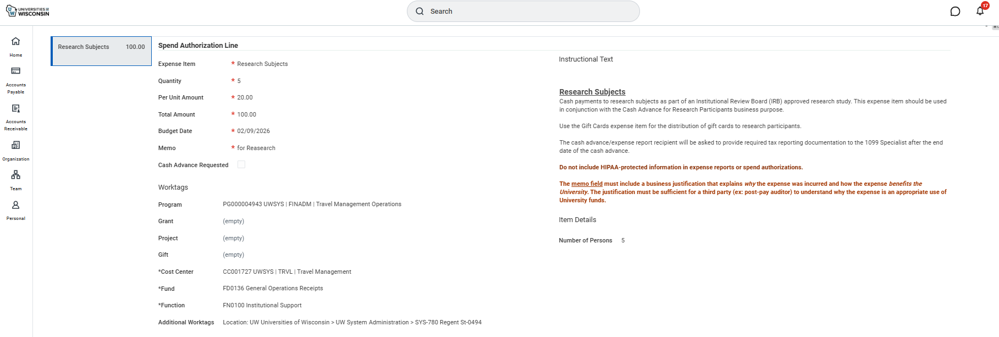 UNIVERSITIES OF
WISCONSIN
UW
Search
17
Home
Accounts
Payable
Accounts
Receivable
Organization
Team
Personal
Research Subjects 100.00
Spend Authorization Line
Expense Item * Research Subjects
Quantity * 5
Per Unit Amount * 20.00
Total Amount * 100.00
Budget Date * 02/09/2026
Memo * for Reasearch
Cash Advance Requested
Worktags
Program PG000004943 UWSYS | FINADM | Travel Management Operations
Grant (empty)
Project (empty)
Gift (empty)
*Cost Center CC001727 UWSYS | TRVL | Travel Management
*Fund FD0136 General Operations Receipts
*Function FN0100 Institutional Support
Additional Worktags Location: UW Universities of Wisconsin > UW System Administration > SYS-780 Regent St-0494
Instructional Text
Research Subjects
Cash payments to research subjects as part of an Institutional Review Board (IRB) approved research study. This expense item should be used
in conjunction with the Cash Advance for Research Participants business purpose.
Use the Gift Cards expense item for the distribution of gift cards to research participants.
The cash advance/expense report recipient will be asked to provide required tax reporting documentation to the 1099 Specialist after the end
date of the cash advance.
Do not include HIPAA-protected information in expense reports or spend authorizations.
The memo field must include a business justification that explains why the expense was incurred and how the expense benefits the
University. The justification must be sufficient for a third party (ex: post-pay auditor) to understand why the expense is an appropriate use of
University funds.
Item Details
Number of Persons 5